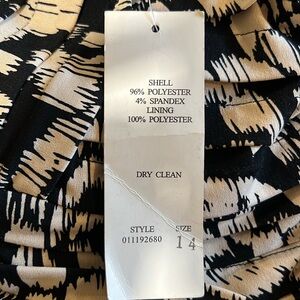 SHELL
96% POLYESTER
4% SPANDEX
LINING
100% POLYESTER
DRY CLEAN
STYLE SIZE
011192680 14